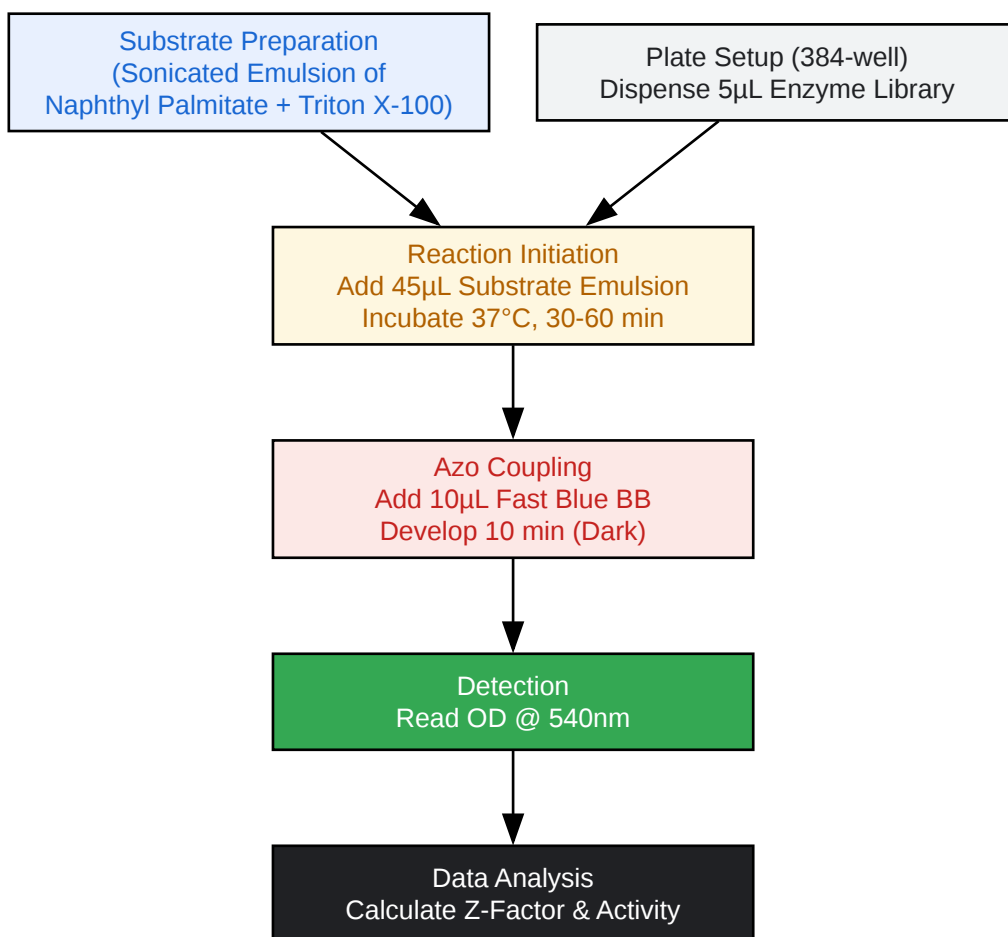 Substrate Preparation
(Sonicated Emulsion of
Naphthyl Palmitate + Triton X-100)
Plate Setup (384-well)
Dispense 5µL Enzyme Library
Reaction Initiation
Add 45µL Substrate Emulsion
Incubate 37°C, 30-60 min
Azo Coupling
Add 10µL Fast Blue BB
Develop 10 min (Dark)
Detection
Read OD @ 540nm
Data Analysis
Calculate Z-Factor & Activity